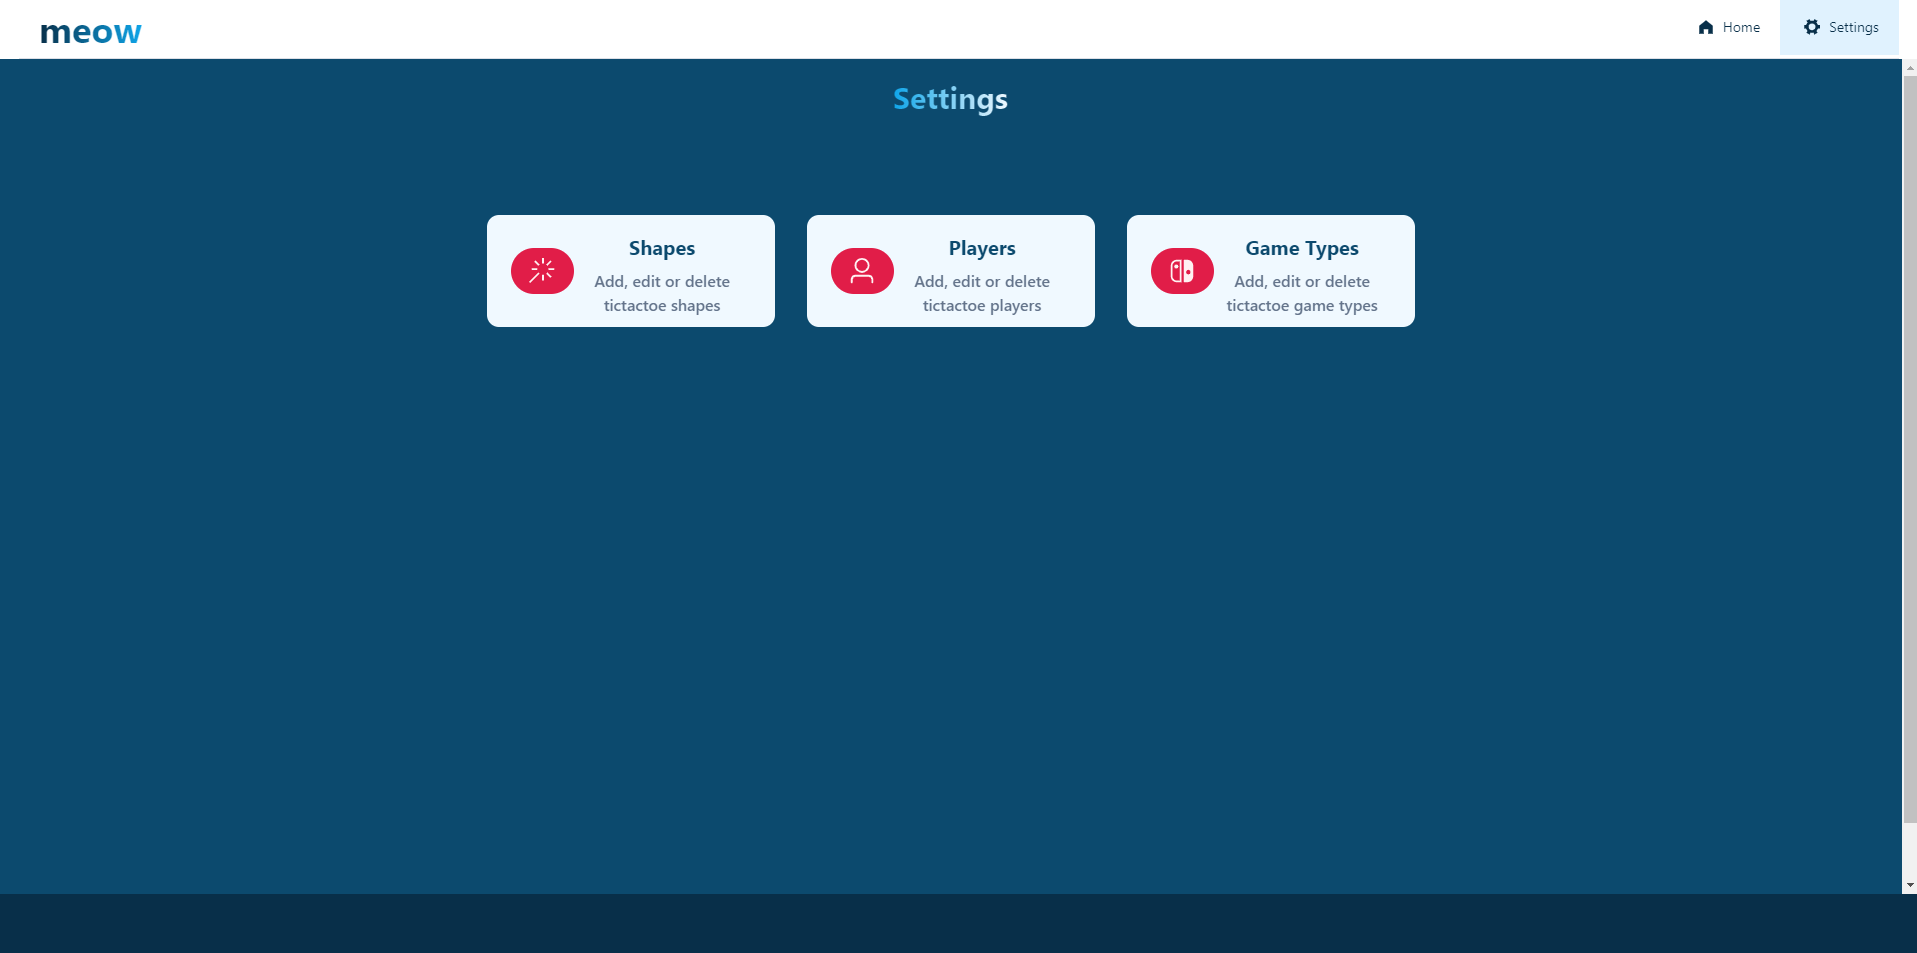 meow
Home
Settings
Settings
Shapes
Add, edit or delete
tictactoe shapes
Players
Add, edit or delete
tictactoe players
Game Types
Add, edit or delete
tictactoe game types